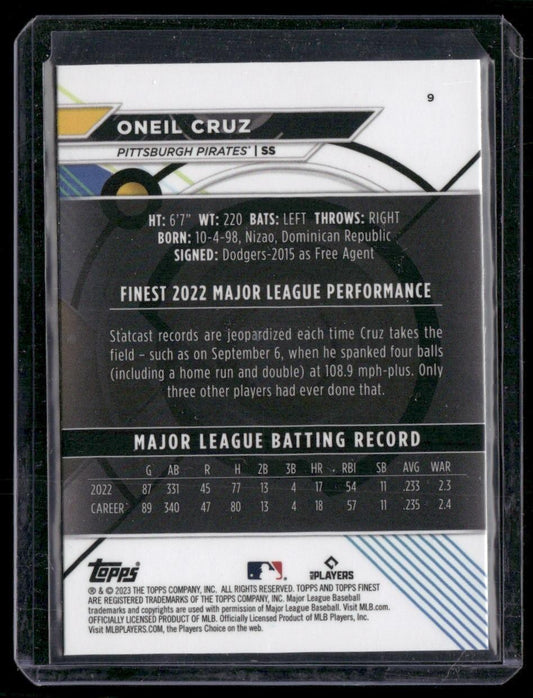 9
ONEIL CRUZ
PITTSBURGH PIRATES® | SS
HT: 6'7" WT: 220 BATS: LEFT THROWS: RIGHT
BORN: 10-4-98, Nizao, Dominican Republic
SIGNED: Dodgers-2015 as Free Agent
FINEST 2022 MAJOR LEAGUE PERFORMANCE
Statcast records are jeopardized each time Cruz takes the
field – such as on September 6, when he spanked four balls
(including a home run and double) at 108.9 mph-plus. Only
three other players had ever done that.
MAJOR LEAGUE BATTING RECORD
G AB R H 2B 3B HR RBI SB AVG WAR
2022 87 331 45 77 13 4 17 54 11 .233 2.3
CAREER 89 340 47 80 13 4 18 57 11 .235 2.4
Topps PLAYERS
® & © 2023 THE TOPPS COMPANY, INC. ALL RIGHTS RESERVED. TOPPS AND TOPPS FINEST
ARE REGISTERED TRADEMARKS OF THE TOPPS COMPANY, INC. Major League Baseball
trademarks and copyrights are used with permission of Major League Baseball. Visit MLB.com.
OFFICIALLY LICENSED PRODUCT OF MLB. Officially Licensed Product of MLB Players, Inc.
Visit MLBPLAYERS.COM, the Players Choice on the web.